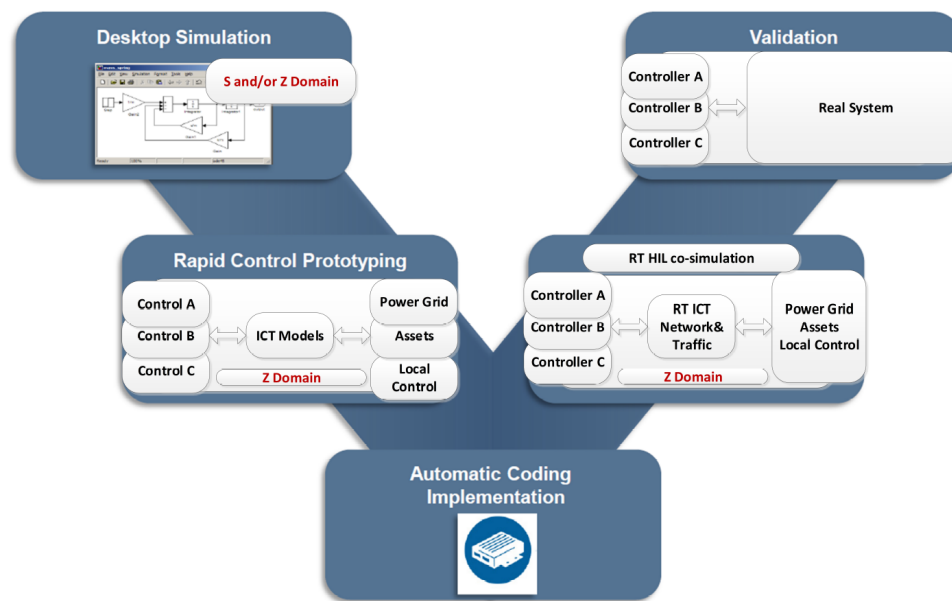 Desktop Simulation
S and/or Z Domain
Validation
Controller A
Controller B
Controller C
Real System
Rapid Control Prototyping
Control A
Control B
Control C
ICT Models
Power Grid
Assets
Local
Control
Z Domain
RT HIL co-simulation
Controller A
Controller B
Controller C
RT ICT
Network&
Traffic
Power Grid
Assets
Local Control
Z Domain
Automatic Coding
Implementation